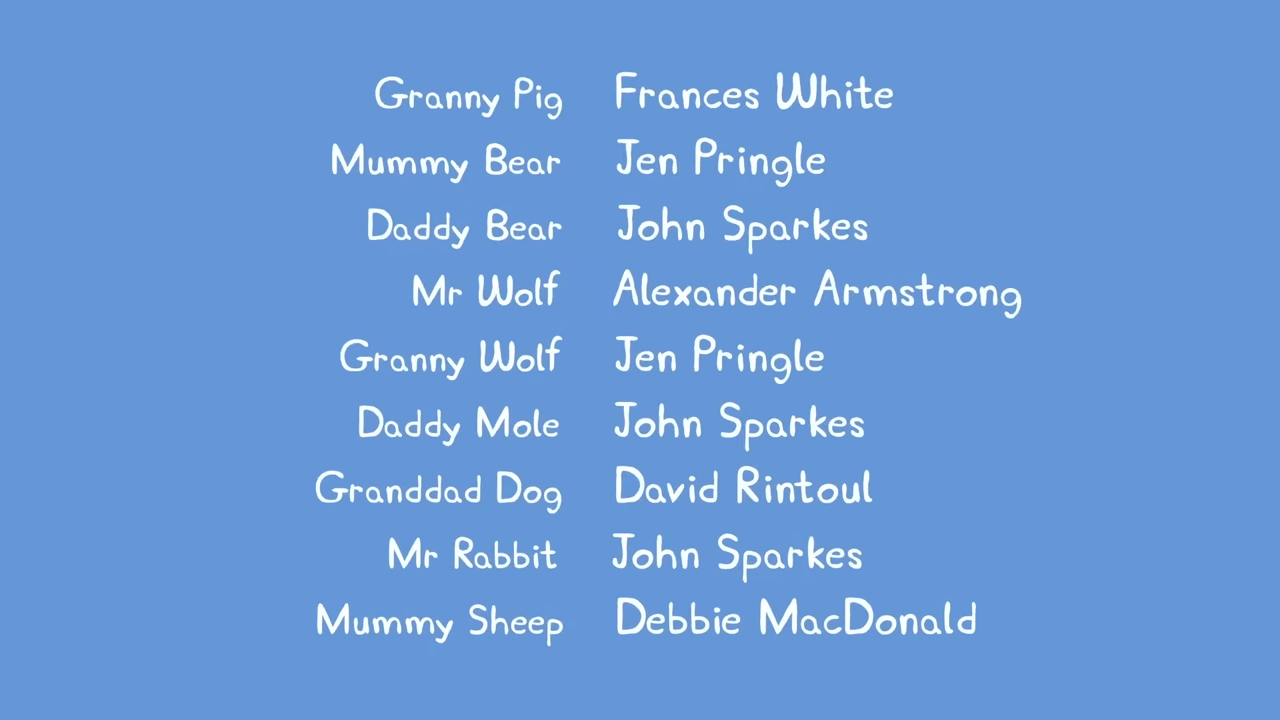 Granny Pig Frances White
Mummy Bear Jen Pringle
Daddy Bear John Sparkes
Mr Wolf Alexander Armstrong
Granny Wolf Jen Pringle
Daddy Mole John Sparkes
Granddad Dog David Rintoul
Mr Rabbit John Sparkes
Mummy Sheep Debbie MacDonald